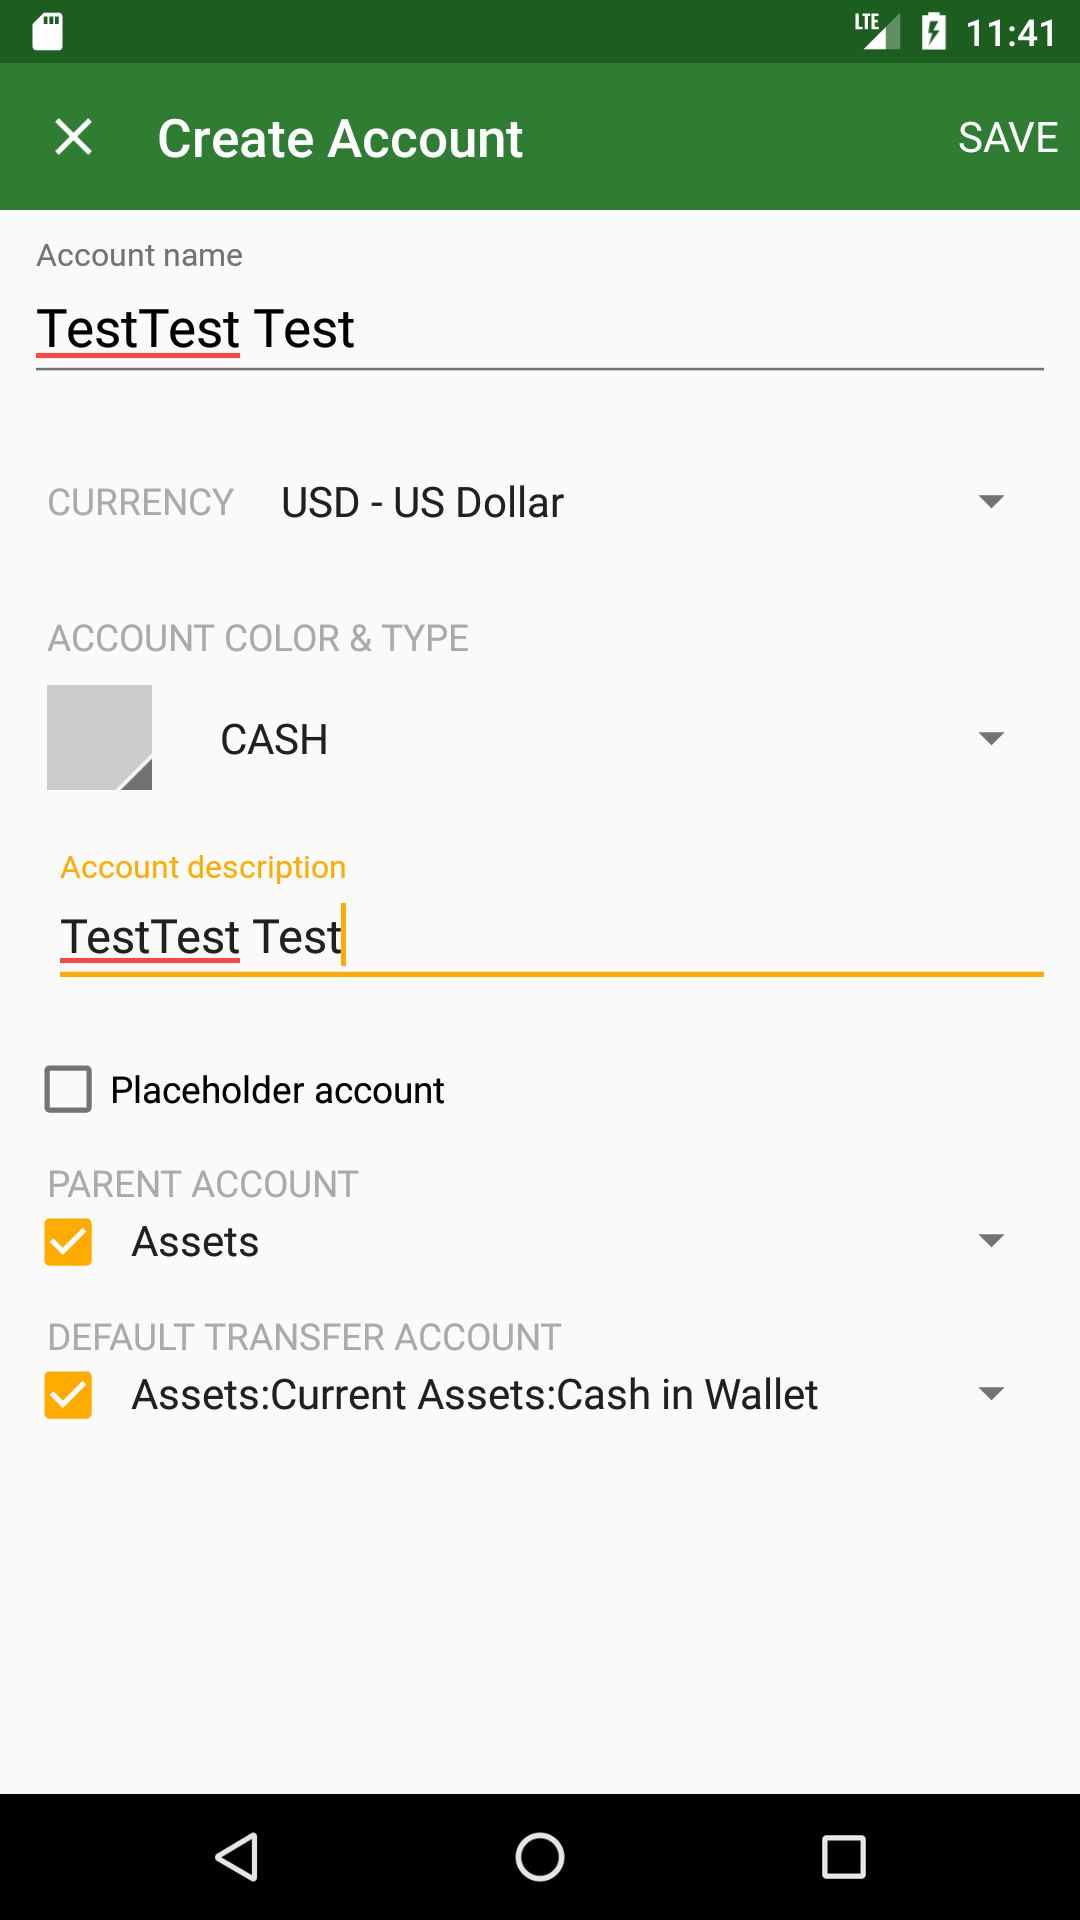 LTE 11:41
Create Account SAVE
Account name
TestTest Test
CURRENCY USD - US Dollar
ACCOUNT COLOR & TYPE
CASH
Account description
TestTest Test
Placeholder account
PARENT ACCOUNT
Assets
DEFAULT TRANSFER ACCOUNT
Assets:Current Assets:Cash in Wallet